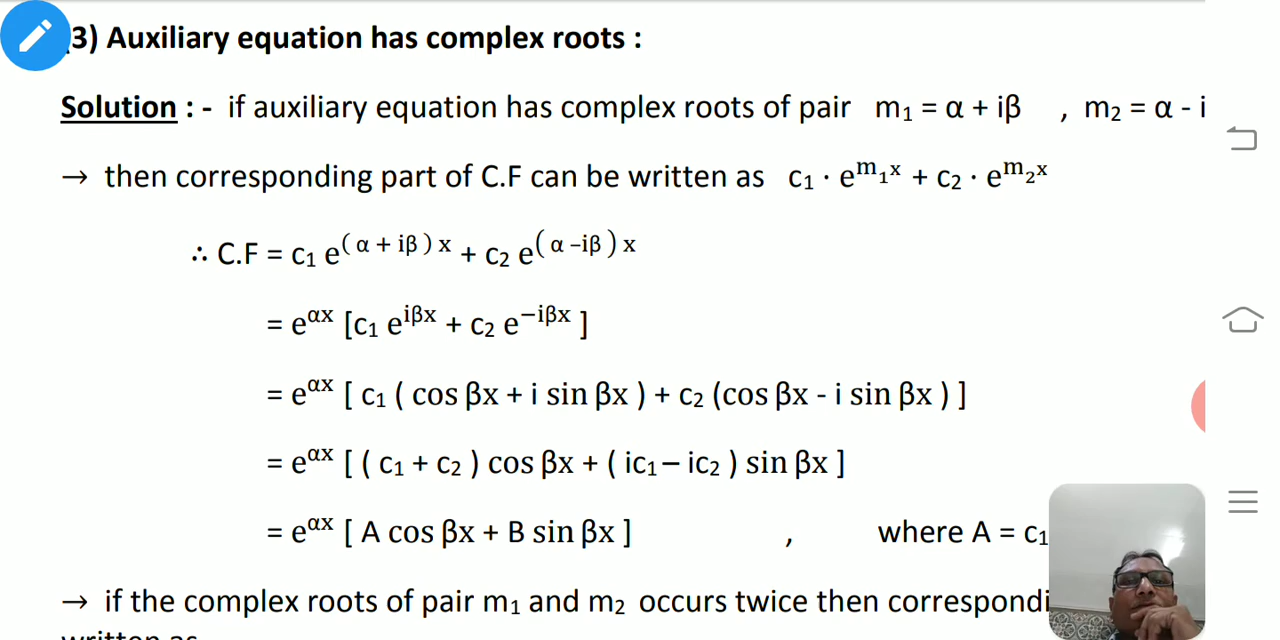 3) Auxiliary equation has complex roots :
Solution : - if auxiliary equation has complex roots of pair m₁ = α + iβ , m₂ = α - i
→ then corresponding part of C.F can be written as c₁ · e^{m₁x} + c₂ · e^{m₂x}
∴ C.F = c₁ e^{( α + iβ ) x} + c₂ e^{( α –iβ ) x}
= e^{αx} [c₁ e^{iβx} + c₂ e^{−iβx} ]
= e^{αx} [ c₁ ( cos βx + i sin βx ) + c₂ (cos βx - i sin βx ) ]
= e^{αx} [ ( c₁ + c₂ ) cos βx + ( ic₁ – ic₂ ) sin βx ]
= e^{αx} [ A cos βx + B sin βx ] , where A = c₁
→ if the complex roots of pair m₁ and m₂ occurs twice then correspondi
written as